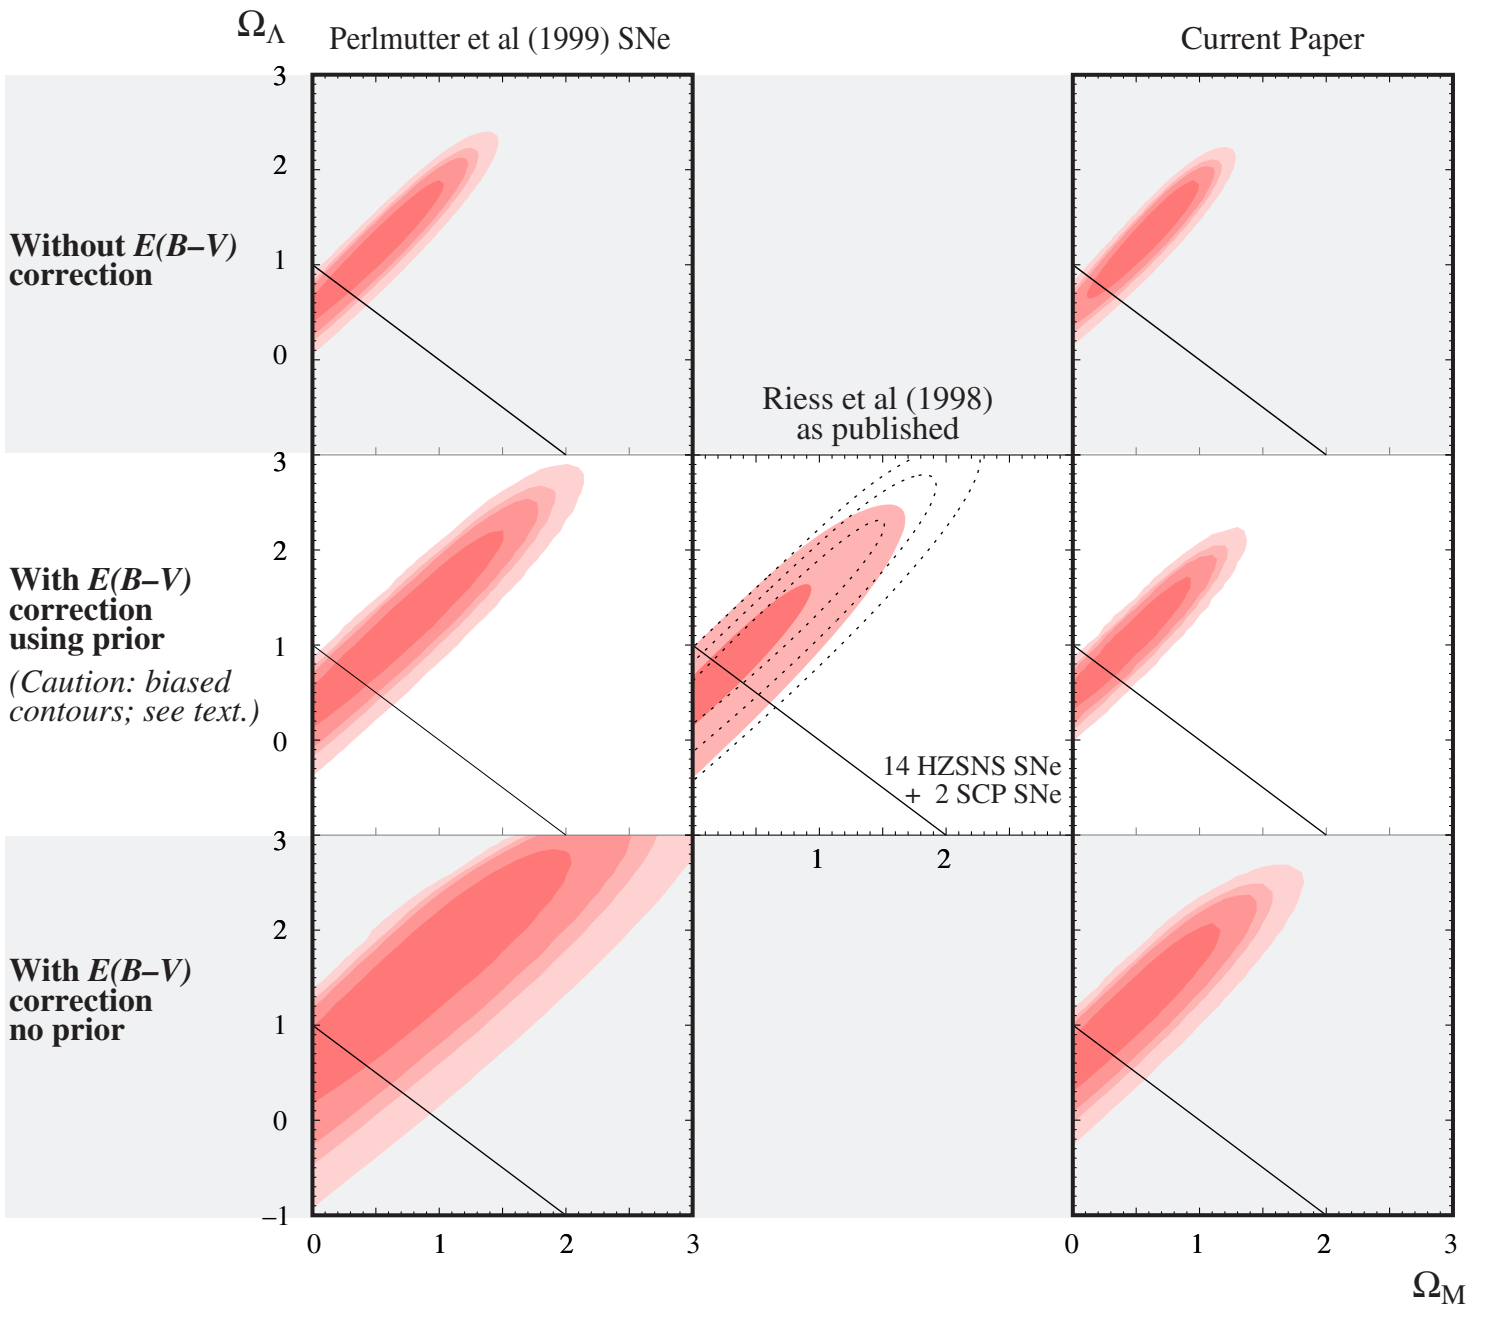 Ω_Λ
Perlmutter et al (1999) SNe
Current Paper
3
2
1
0
Without E(B–V)
correction
Riess et al (1998)
as published
3
2
1
0
With E(B–V)
correction
using prior
(Caution: biased
contours; see text.)
14 HZSNS SNe
+ 2 SCP SNe
1 2
3
2
1
0
–1
With E(B–V)
correction
no prior
0 1 2 3
0 1 2 3
Ω_M